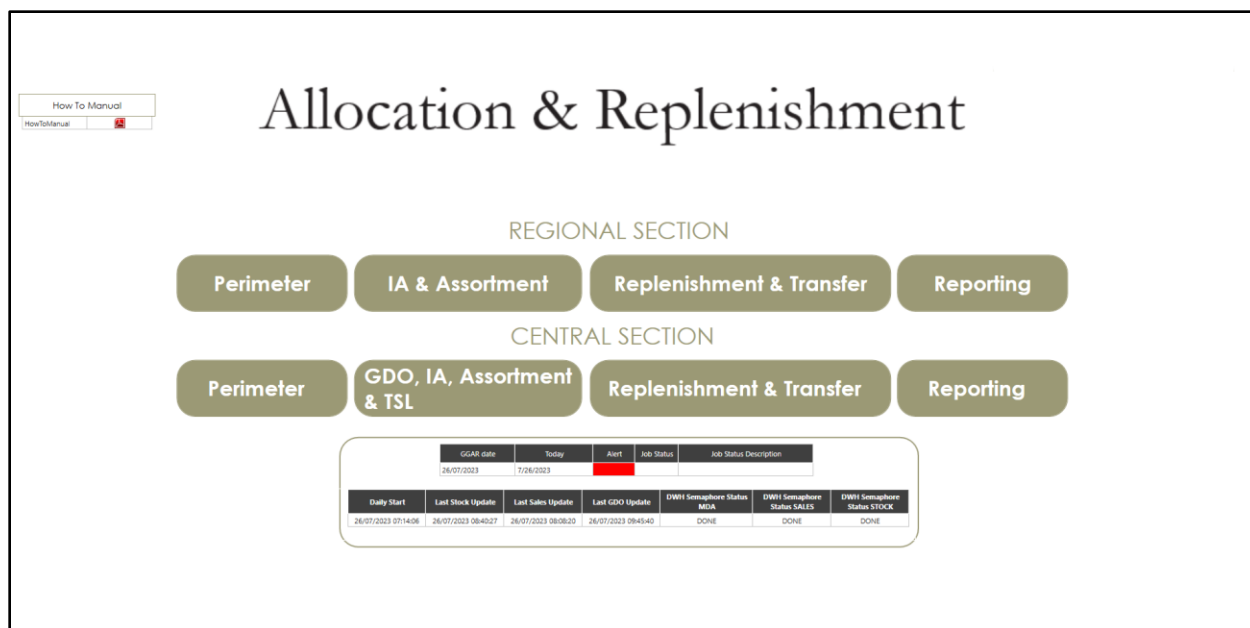 How To Manual
HowToManual
Allocation & Replenishment
REGIONAL SECTION
Perimeter
IA & Assortment
Replenishment & Transfer
Reporting
CENTRAL SECTION
Perimeter
GDO, IA, Assortment
& TSL
Replenishment & Transfer
Reporting
GGAR date Today Alert Job Status Job Status Description
26/07/2023 7/26/2023
Daily Start Last Stock Update Last Sales Update Last GDO Update DWH Semaphore Status MDA DWH Semaphore Status SALES DWH Semaphore Status STOCK
26/07/2023 07:14:06 26/07/2023 08:40:27 26/07/2023 08:08:20 26/07/2023 09:45:40 DONE DONE DONE